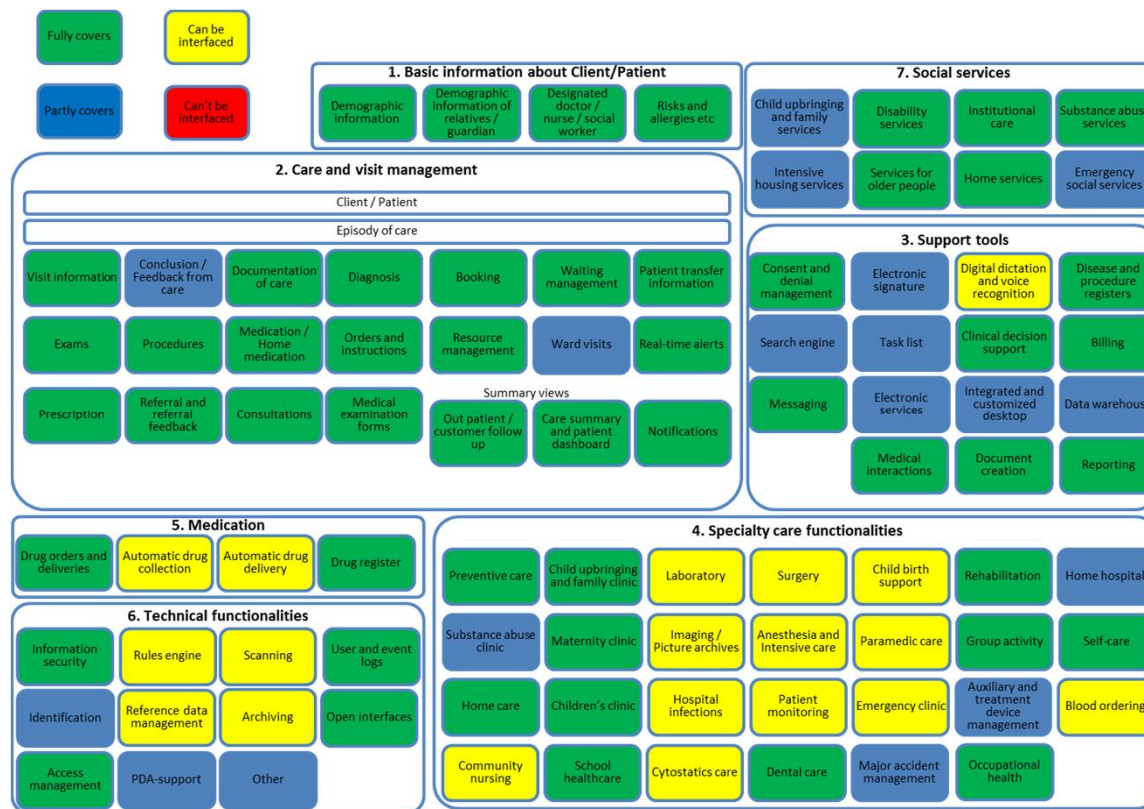 Fully covers
Can be
interfaced
Partly covers
Can't be
interfaced
1. Basic information about Client/Patient
Demographic
information
Demographic
information of
relatives /
guardian
Designated
doctor /
nurse / social
worker
Risks and
allergies etc
7. Social services
Child upbringing
and family
services
Disability
services
Institutional
care
Substance abuse
services
Intensive
housing services
Services for
older people
Home services
Emergency
social services
2. Care and visit management
Client / Patient
Episody of care
Visit information
Conclusion /
Feedback from
care
Documentation
of care
Diagnosis
Booking
Waiting
management
Patient transfer
information
Exams
Procedures
Medication /
Home
medication
Orders and
instructions
Resource
management
Ward visits
Real-time alerts
Summary views
Prescription
Referral and
referral
feedback
Consultations
Medical
examination
forms
Out patient /
customer follow
up
Care summary
and patient
dashboard
Notifications
3. Support tools
Consent and
denial
management
Electronic
signature
Digital dictation
and voice
recognition
Disease and
procedure
registers
Search engine
Task list
Clinical decision
support
Billing
Messaging
Electronic
services
Integrated and
customized
desktop
Data warehous
Medical
interactions
Document
creation
Reporting
5. Medication
Drug orders and
deliveries
Automatic drug
collection
Automatic drug
delivery
Drug register
6. Technical functionalities
Information
security
Rules engine
Scanning
User and event
logs
Identification
Reference data
management
Archiving
Open interfaces
Access
management
PDA-support
Other
4. Specialty care functionalities
Preventive care
Child upbringing
and family clinic
Laboratory
Surgery
Child birth
support
Rehabilitation
Home hospital
Substance abuse
clinic
Maternity clinic
Imaging /
Picture archives
Anesthesia and
Intensive care
Paramedic care
Group activity
Self-care
Home care
Children's clinic
Hospital
infections
Patient
monitoring
Emergency clinic
Auxiliary and
treatment
device
management
Blood ordering
Community
nursing
School
healthcare
Cytostatics care
Dental care
Major accident
management
Occupational
health